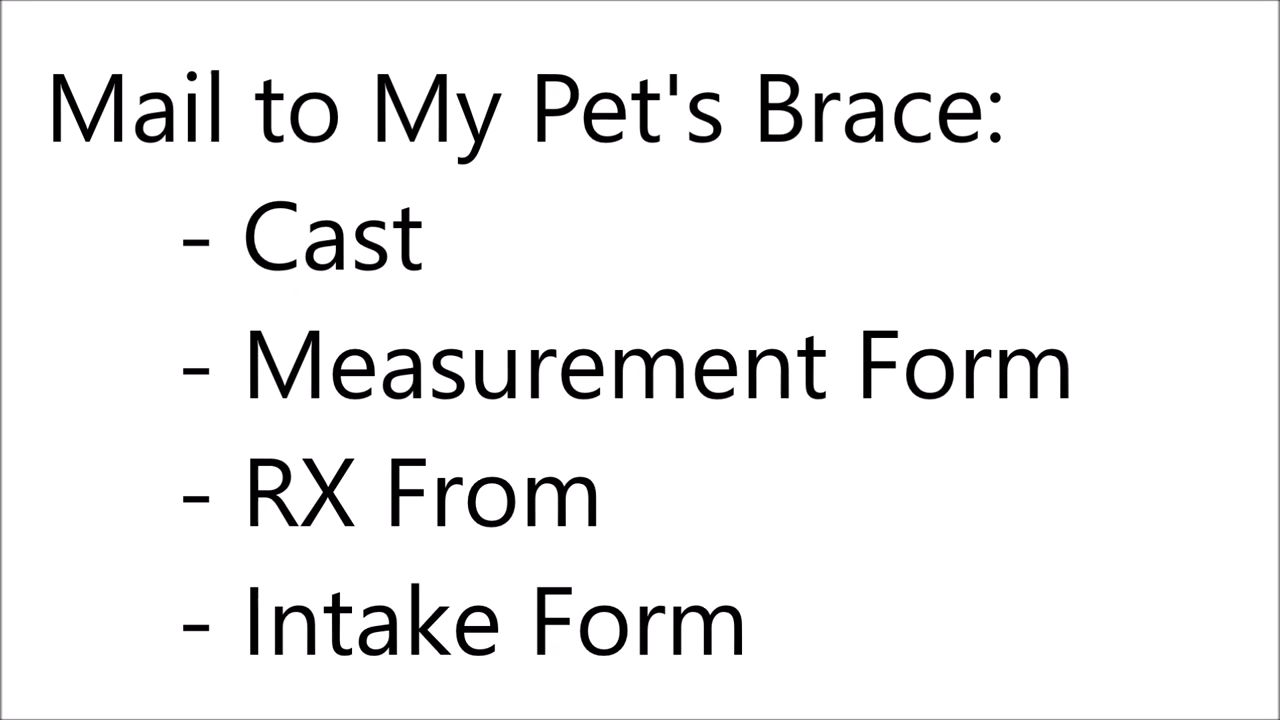 Mail to My Pet's Brace:
- Cast
- Measurement Form
- RX From
- Intake Form